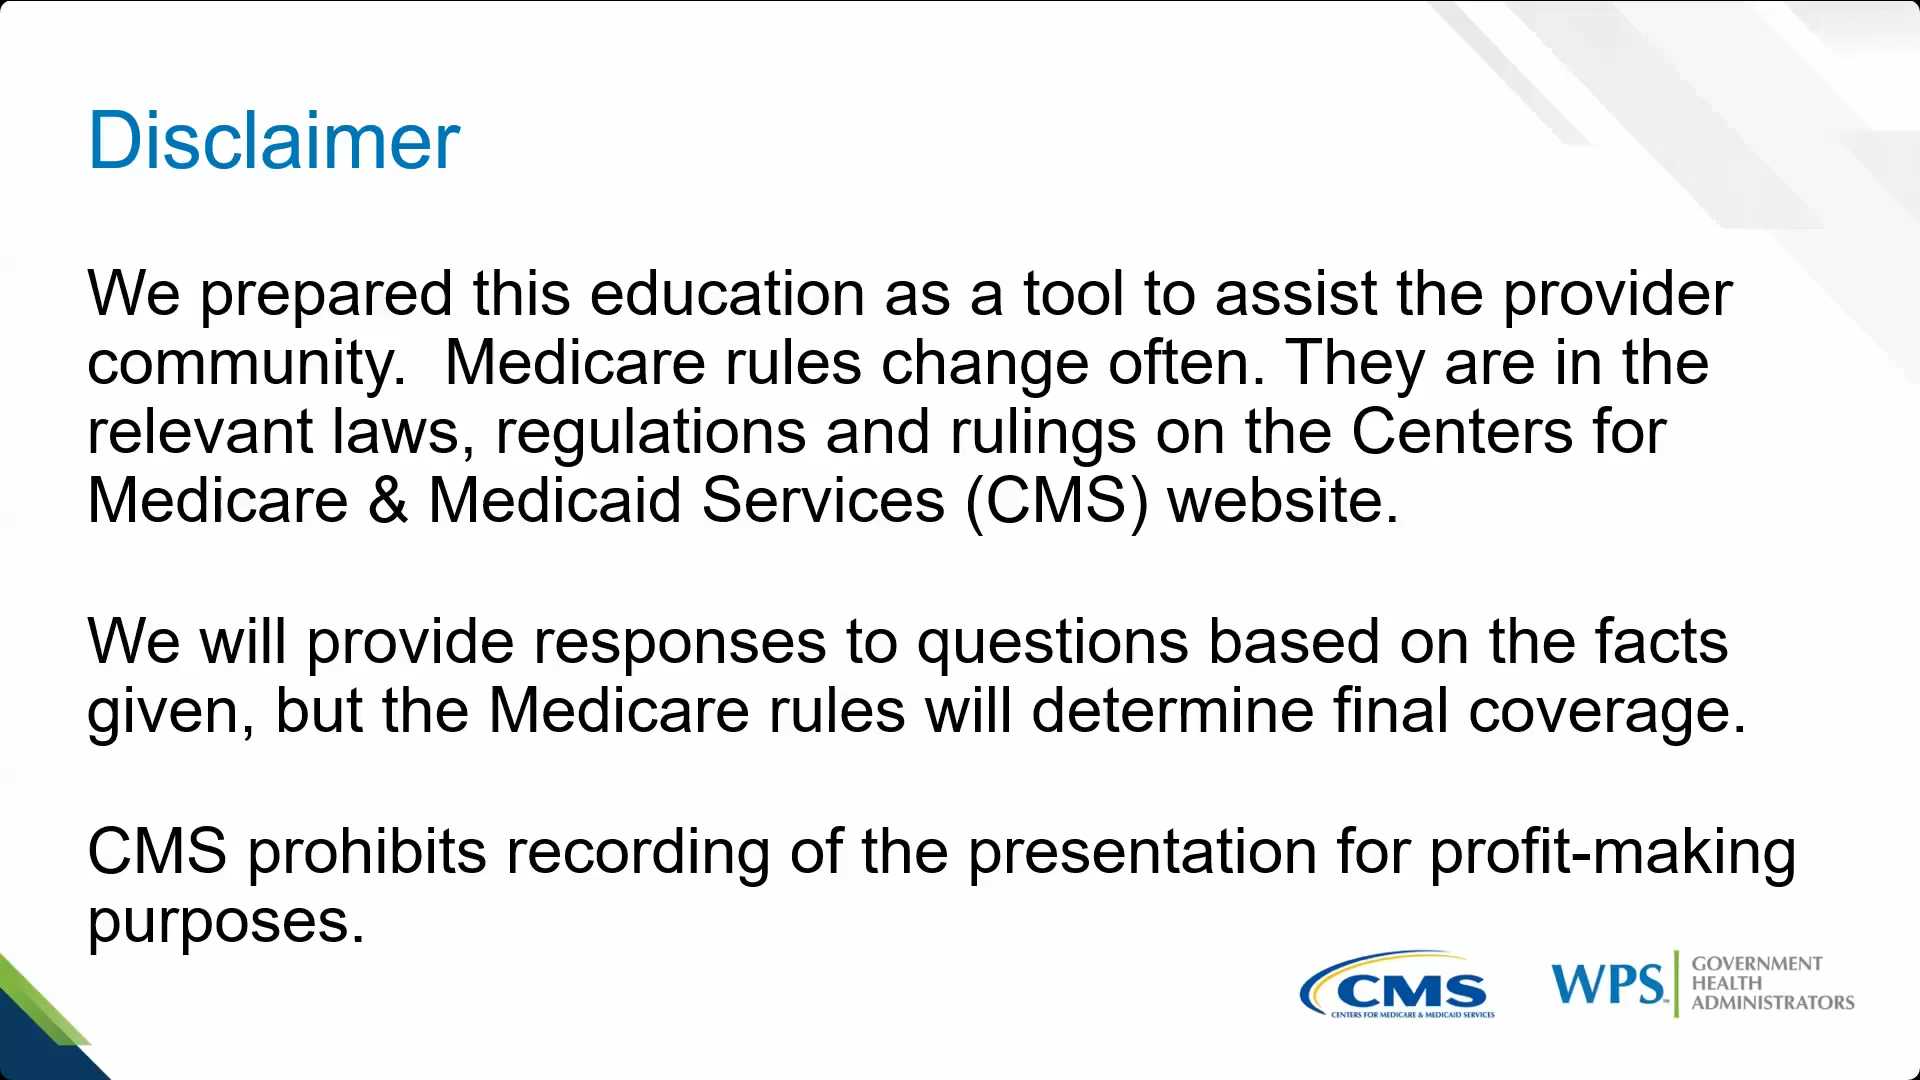 Disclaimer
We prepared this education as a tool to assist the provider
community.  Medicare rules change often. They are in the
relevant laws, regulations and rulings on the Centers for
Medicare & Medicaid Services (CMS) website.
We will provide responses to questions based on the facts
given, but the Medicare rules will determine final coverage.
CMS prohibits recording of the presentation for profit-making
purposes.
CMS
CENTERS FOR MEDICARE & MEDICAID SERVICES
WPS™
GOVERNMENT
HEALTH
ADMINISTRATORS